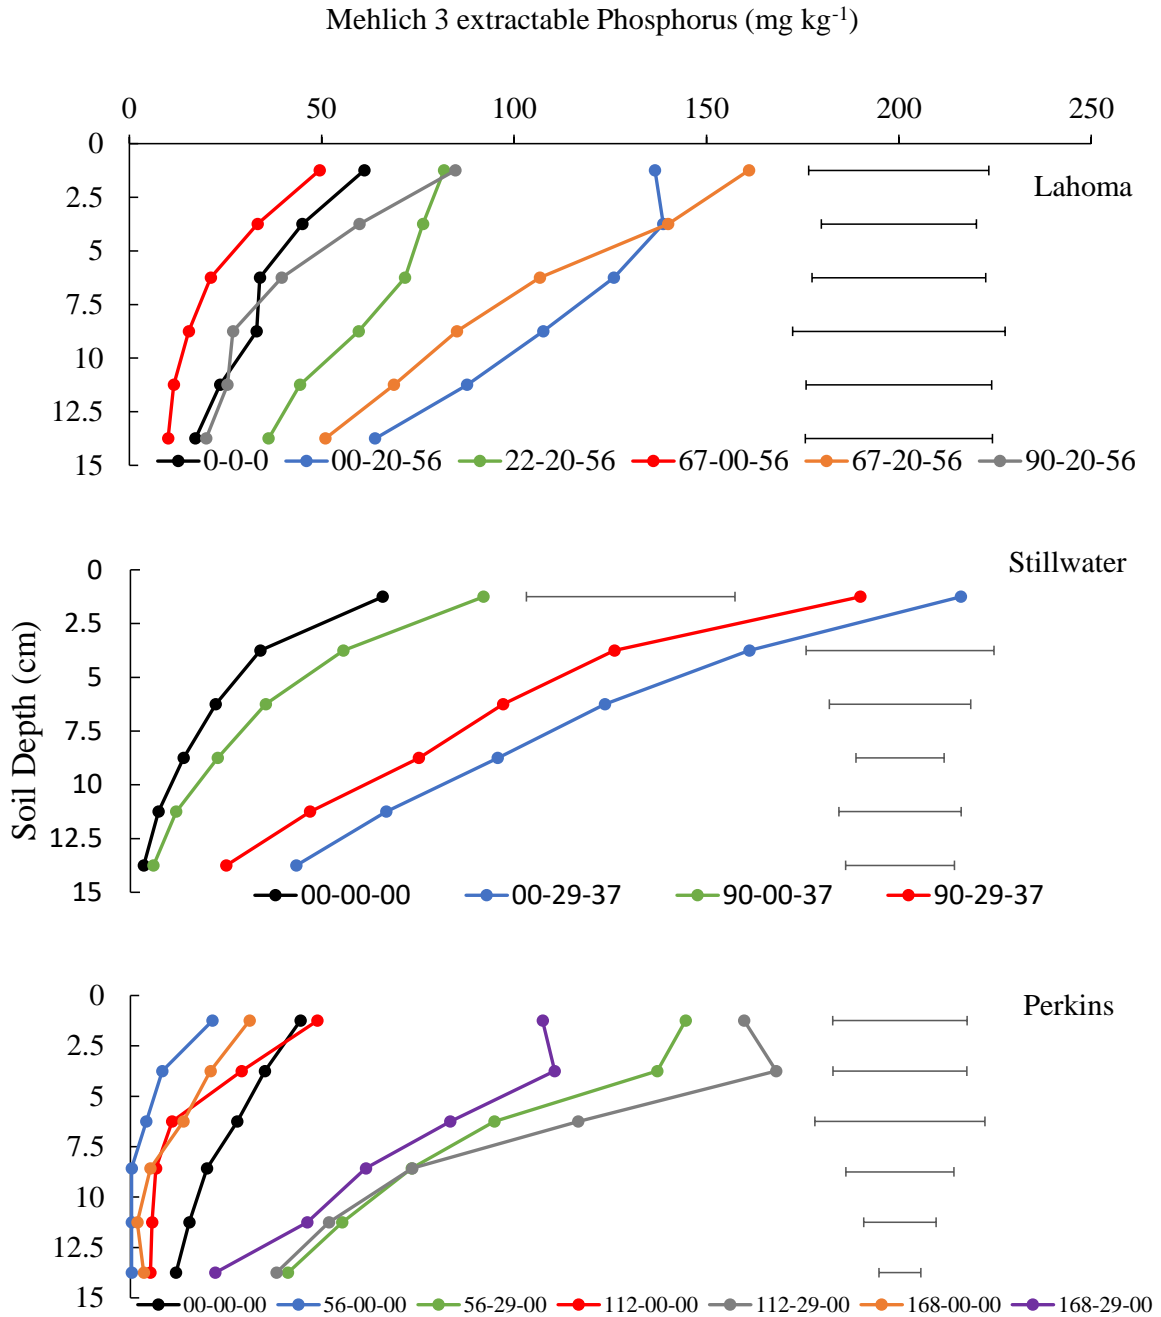 Mehlich 3 extractable Phosphorus (mg kg-1)
0 50 100 150 200 250
0
2.5
5
7.5
10
12.5
15
Lahoma
0-0-0 00-20-56 22-20-56 67-00-56 67-20-56 90-20-56
Soil Depth (cm)
0
2.5
5
7.5
10
12.5
15
Stillwater
00-00-00 00-29-37 90-00-37 90-29-37
0
2.5
5
7.5
10
12.5
15
Perkins
00-00-00 56-00-00 56-29-00 112-00-00 112-29-00 168-00-00 168-29-00